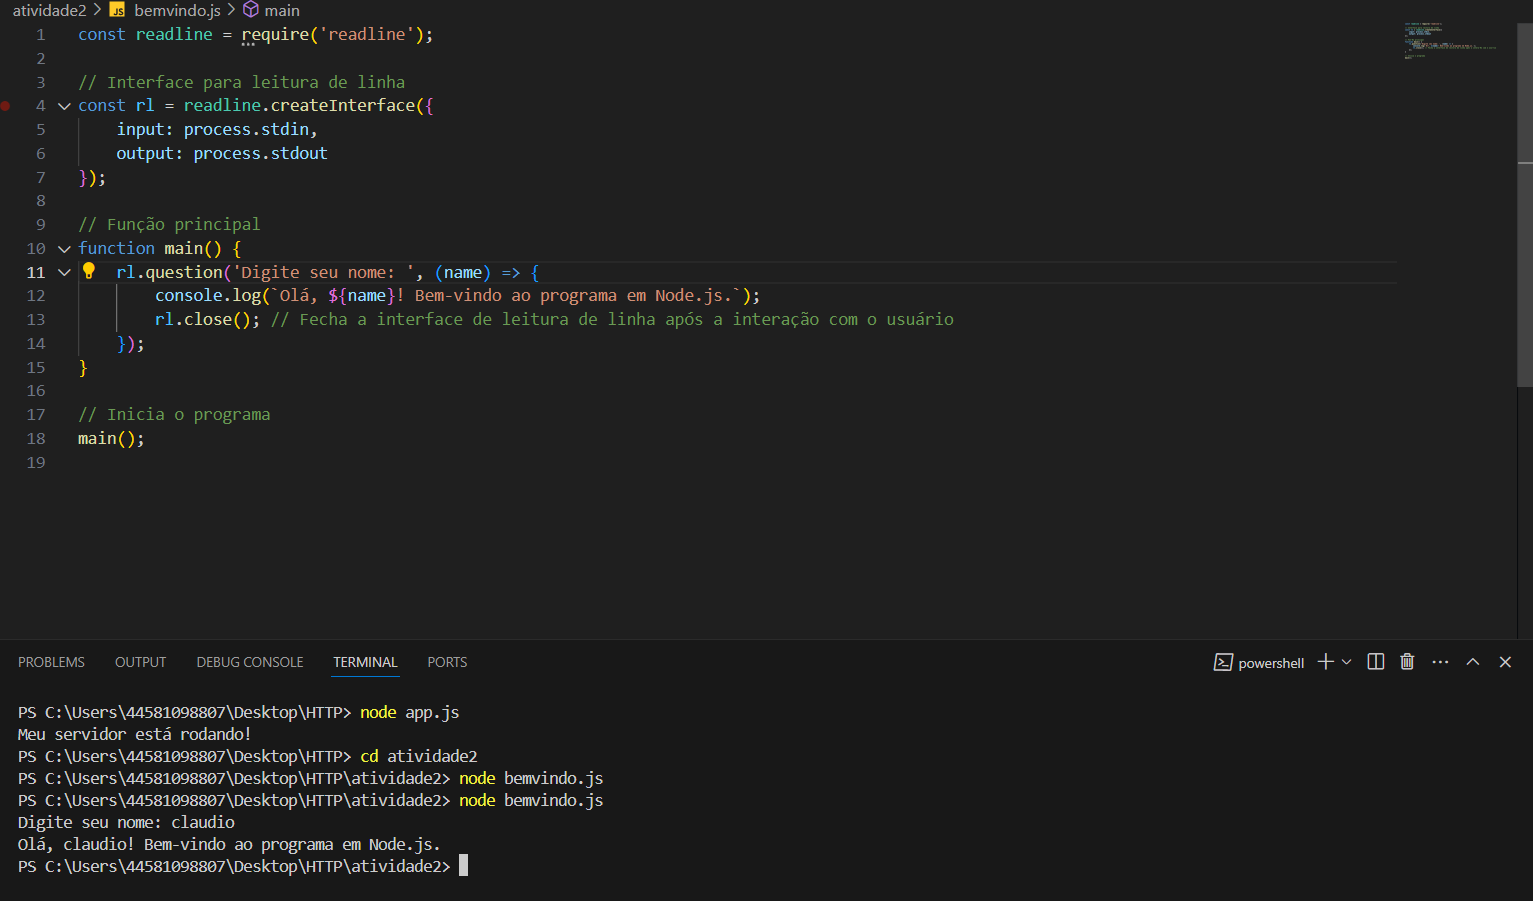 atividade2 > JS bemvindo.js > main
1 const readline = require('readline');
2
3 // Interface para leitura de linha
4 const rl = readline.createInterface({
5 input: process.stdin,
6 output: process.stdout
7 });
8
9 // Função principal
10 function main() {
11 rl.question('Digite seu nome: ', (name) => {
12 console.log(`Olá, ${name}! Bem-vindo ao programa em Node.js.`);
13 rl.close(); // Fecha a interface de leitura de linha após a interação com o usuário
14 });
15 }
16
17 // Inicia o programa
18 main();
19
PROBLEMS OUTPUT DEBUG CONSOLE TERMINAL PORTS powershell
PS C:\Users\44581098807\Desktop\HTTP> node app.js
Meu servidor está rodando!
PS C:\Users\44581098807\Desktop\HTTP> cd atividade2
PS C:\Users\44581098807\Desktop\HTTP\atividade2> node bemvindo.js
PS C:\Users\44581098807\Desktop\HTTP\atividade2> node bemvindo.js
Digite seu nome: claudio
Olá, claudio! Bem-vindo ao programa em Node.js.
PS C:\Users\44581098807\Desktop\HTTP\atividade2>